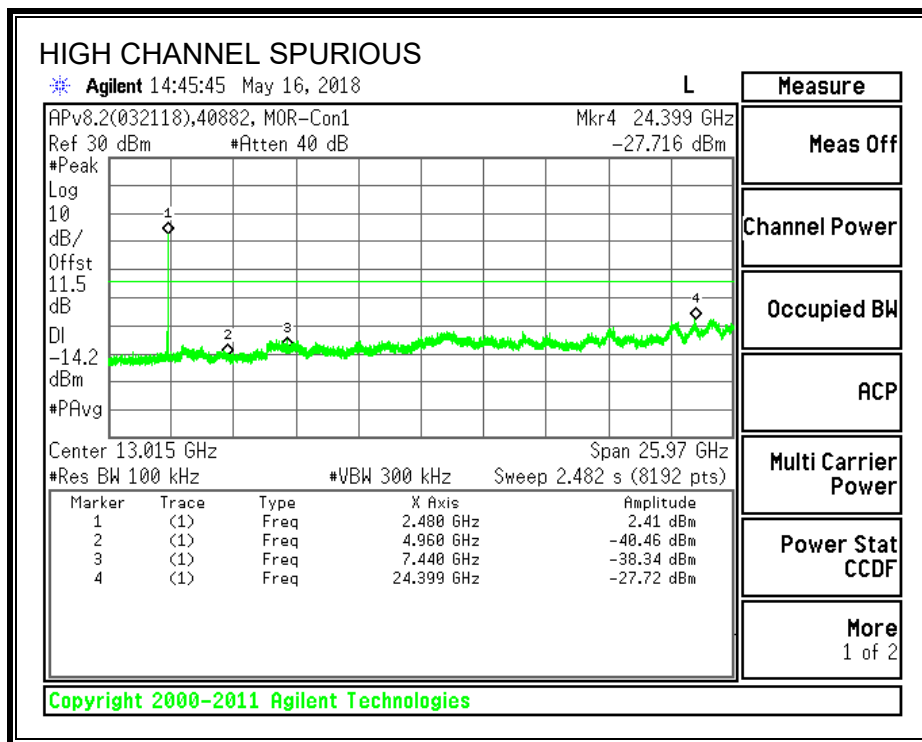 HIGH CHANNEL SPURIOUS
Agilent 14:45:45 May 16, 2018 L
APv8.2(032118),40882, MOR-Con1 Mkr4 24.399 GHz
Ref 30 dBm #Atten 40 dB -27.716 dBm
#Peak
Log
10
dB/
Offst
11.5
dB
DI
-14.2
dBm
#PAvg
1
2
3
4
Center 13.015 GHz Span 25.97 GHz
#Res BW 100 kHz #VBW 300 kHz Sweep 2.482 s (8192 pts)
Marker Trace Type X Axis Amplitude
1 (1) Freq 2.480 GHz 2.41 dBm
2 (1) Freq 4.960 GHz -40.46 dBm
3 (1) Freq 7.440 GHz -38.34 dBm
4 (1) Freq 24.399 GHz -27.72 dBm
Measure
Meas Off
Channel Power
Occupied BW
ACP
Multi Carrier
Power
Power Stat
CCDF
More
1 of 2
Copyright 2000-2011 Agilent Technologies